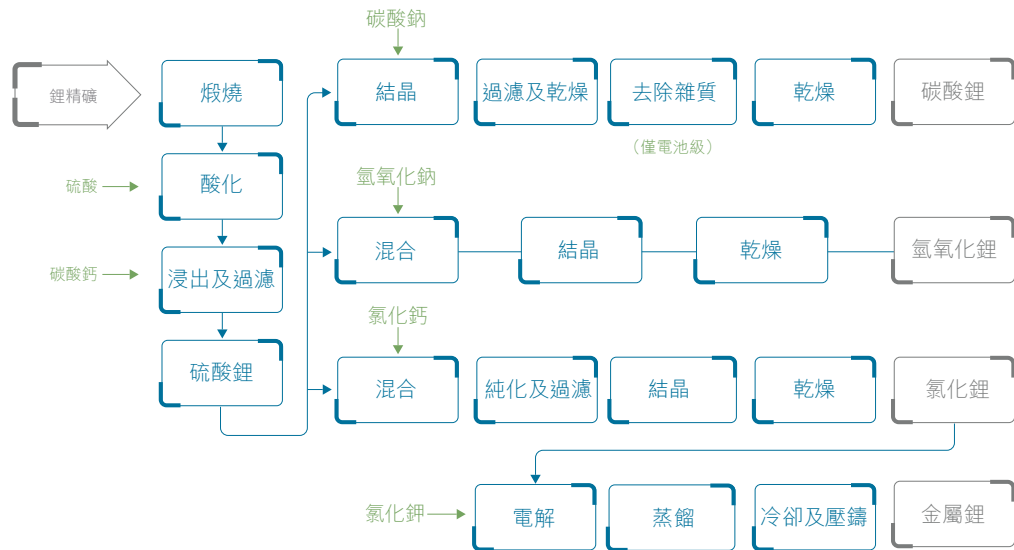 碳酸鈉
鋰精礦
煅燒
結晶
過濾及乾燥
去除雜质
乾燥
碳酸鋰
（僅電池級）
硫酸
酸化
氫氧化鈉
混合
結晶
乾燥
氫氧化鋰
碳酸鈣
浸出及過濾
氯化鈣
硫酸鋰
混合
純化及過濾
結晶
乾燥
氯化鋰
氯化鉀
電解
蒸餾
冷卻及壓鑄
金屬鋰